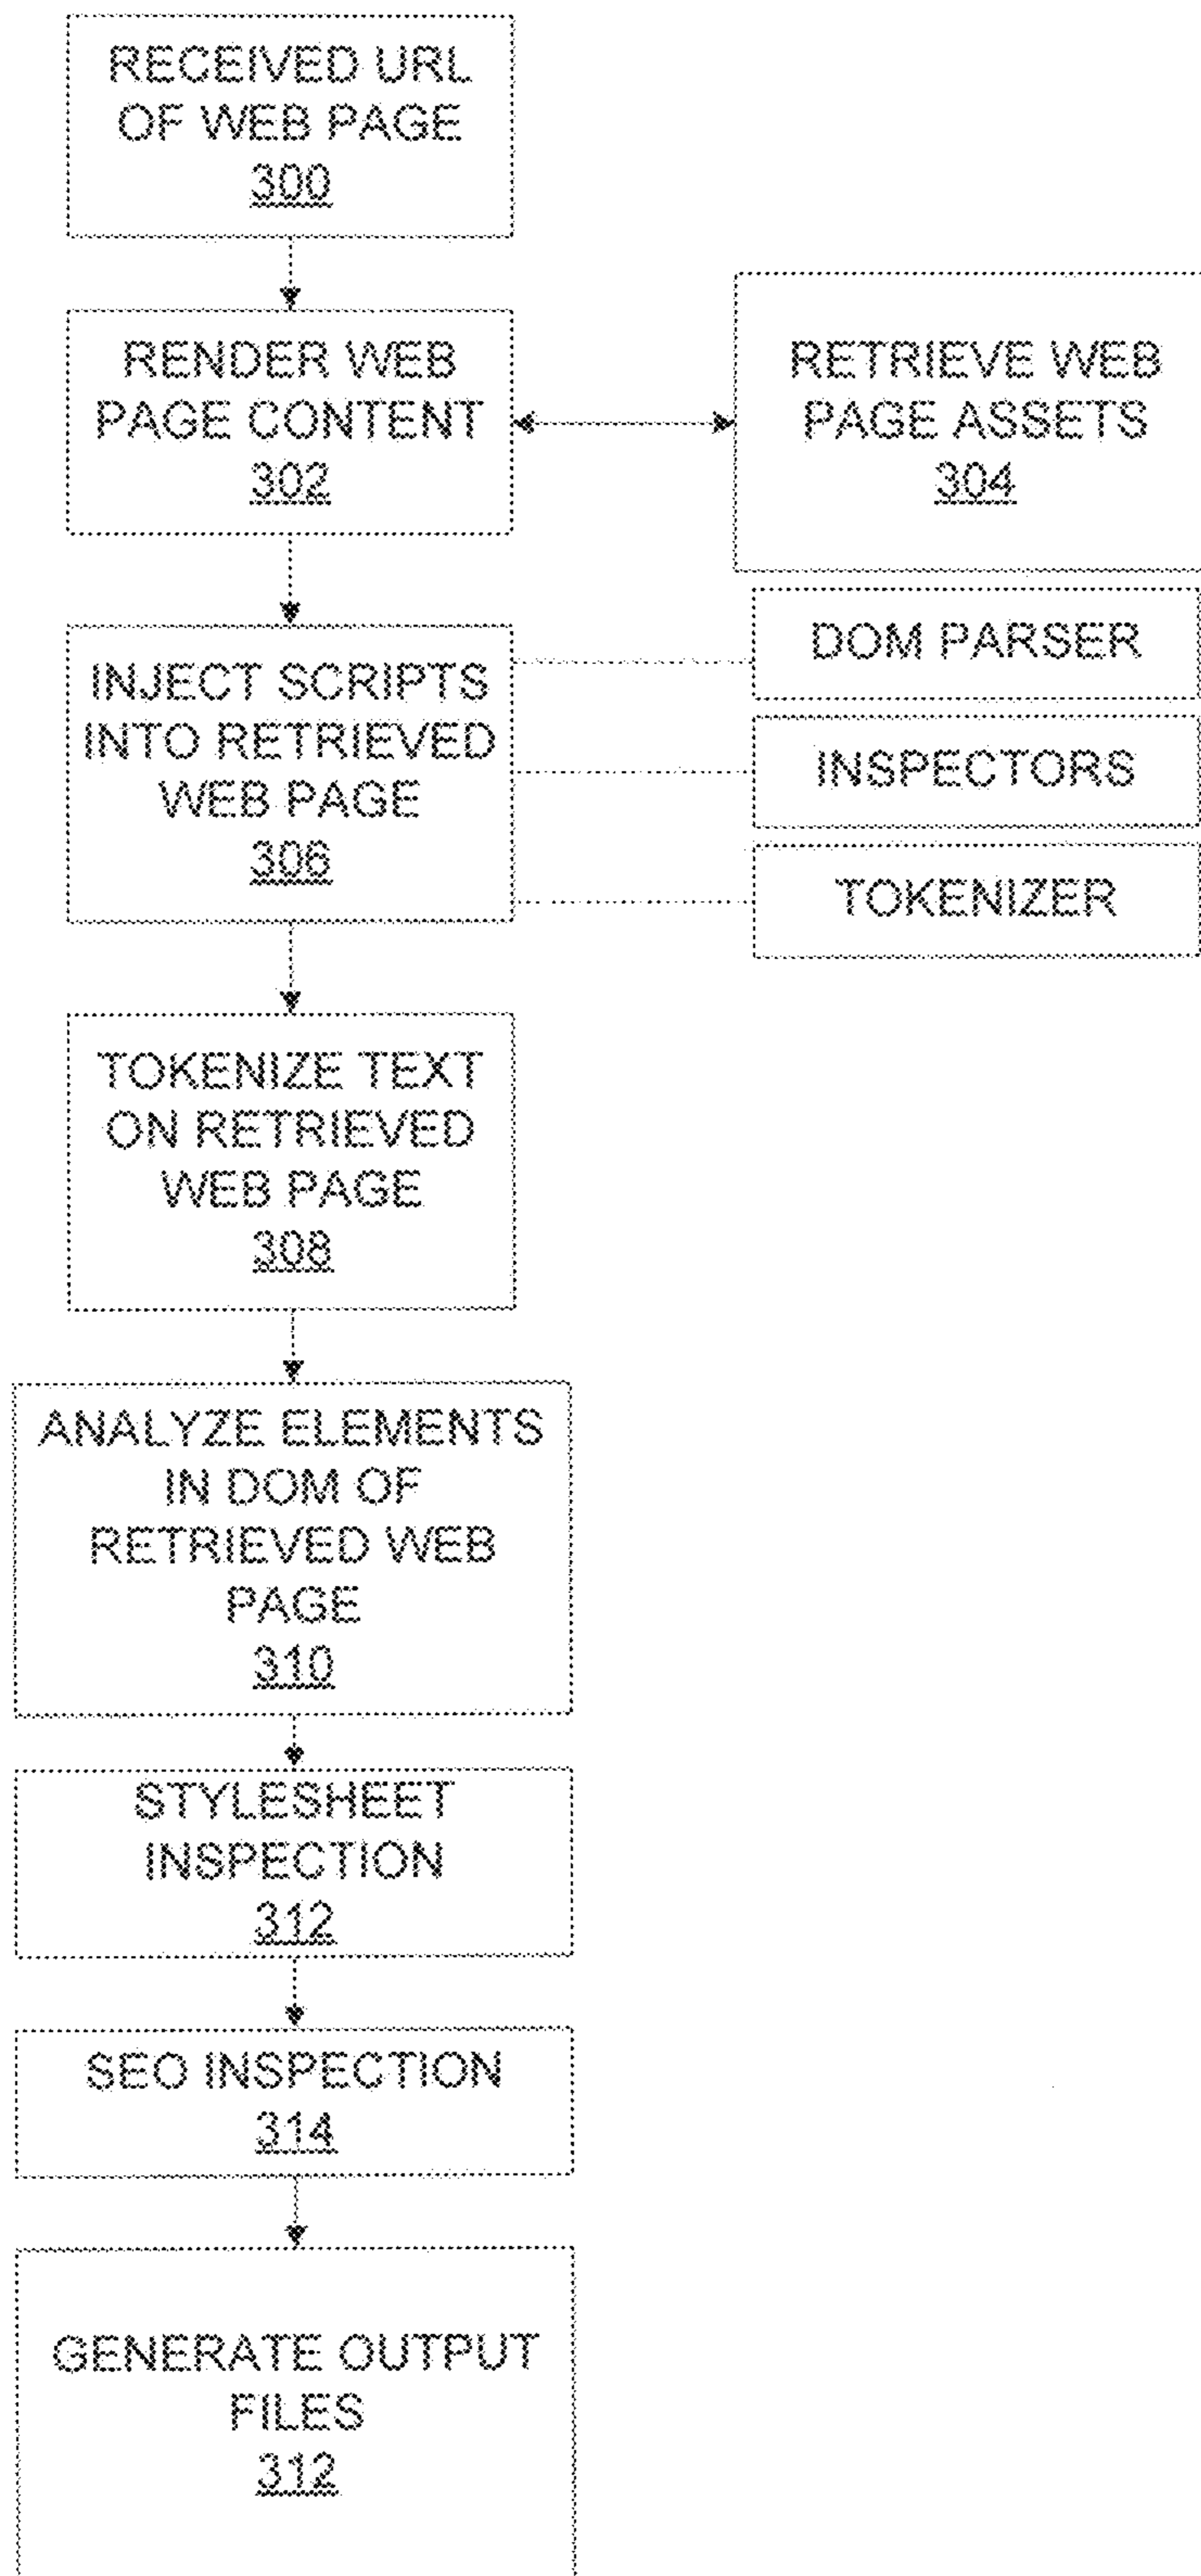 RECEIVED URL
OF WEB PAGE
300
RENDER WEB
PAGE CONTENT
302
RETRIEVE WEB
PAGE ASSETS
304
INJECT SCRIPTS
INTO RETRIEVED
WEB PAGE
306
DOM PARSER
INSPECTORS
TOKENIZER
TOKENIZE TEXT
ON RETRIEVED
WEB PAGE
308
ANALYZE ELEMENTS
IN DOM OF
RETRIEVED WEB
PAGE
310
STYLESHEET
INSPECTION
312
SEO INSPECTION
314
GENERATE OUTPUT
FILES
312